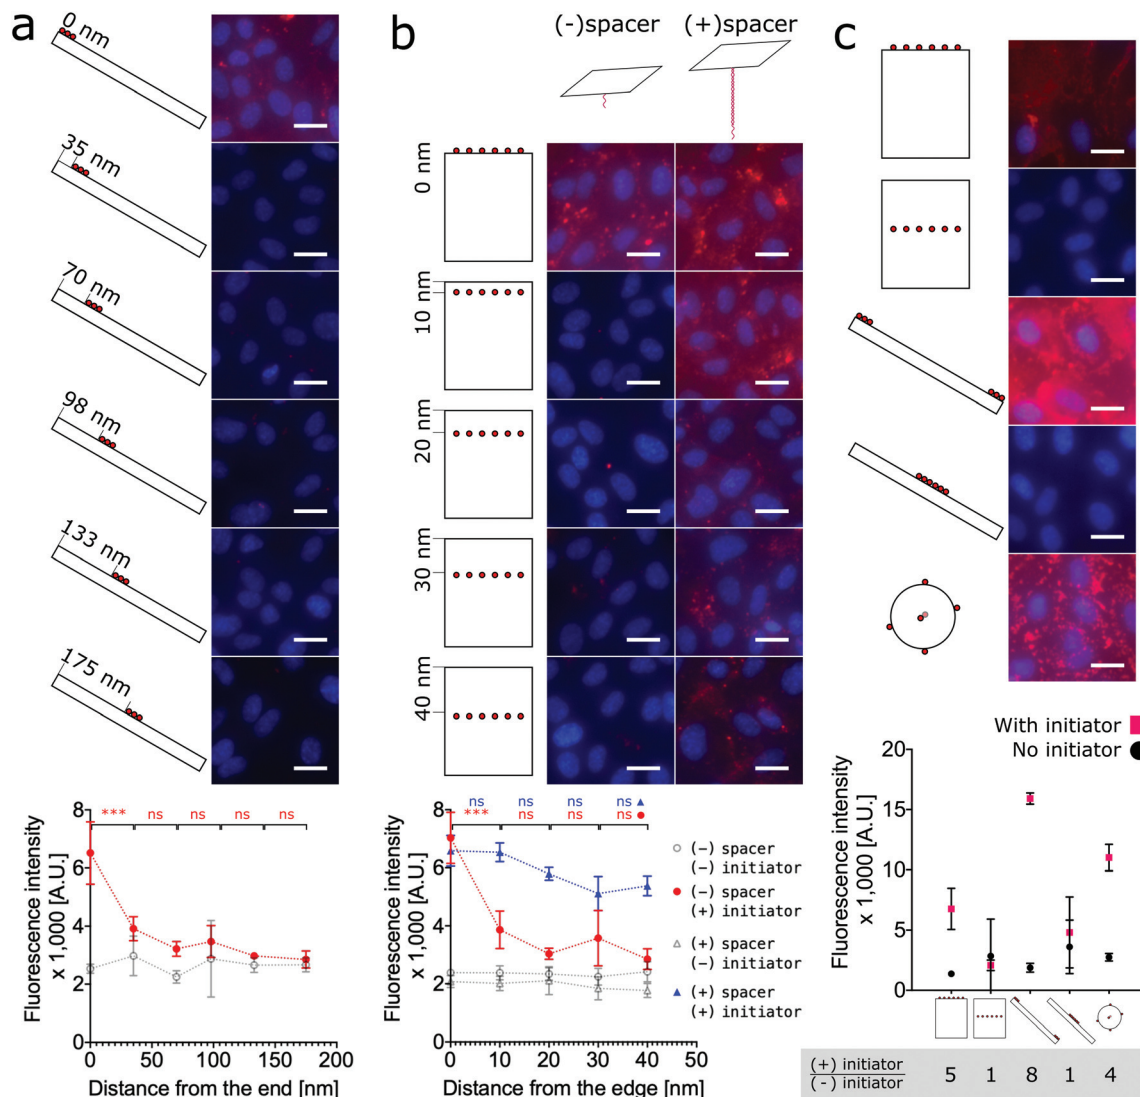 a
0 nm
35 nm
70 nm
98 nm
133 nm
175 nm
8
6
4
2
0
Fluorescence intensity
x 1,000 [A.U.]
***
ns
ns
ns
ns
0
50
100
150
200
Distance from the end [nm]
b
(-)spacer
(+)spacer
0 nm
10 nm
20 nm
30 nm
40 nm
ns
ns
ns
ns
***
ns
ns
ns
8
6
4
2
0
Fluorescence intensity
x 1,000 [A.U.]
0
10
20
30
40
50
Distance from the edge [nm]
(-) spacer
(-) initiator
(-) spacer
(+) initiator
(+) spacer
(-) initiator
(+) spacer
(+) initiator
c
With initiator
No initiator
20
15
10
5
0
Fluorescence intensity
x 1,000 [A.U.]
(+) initiator
(-) initiator
5 1 8 1 4